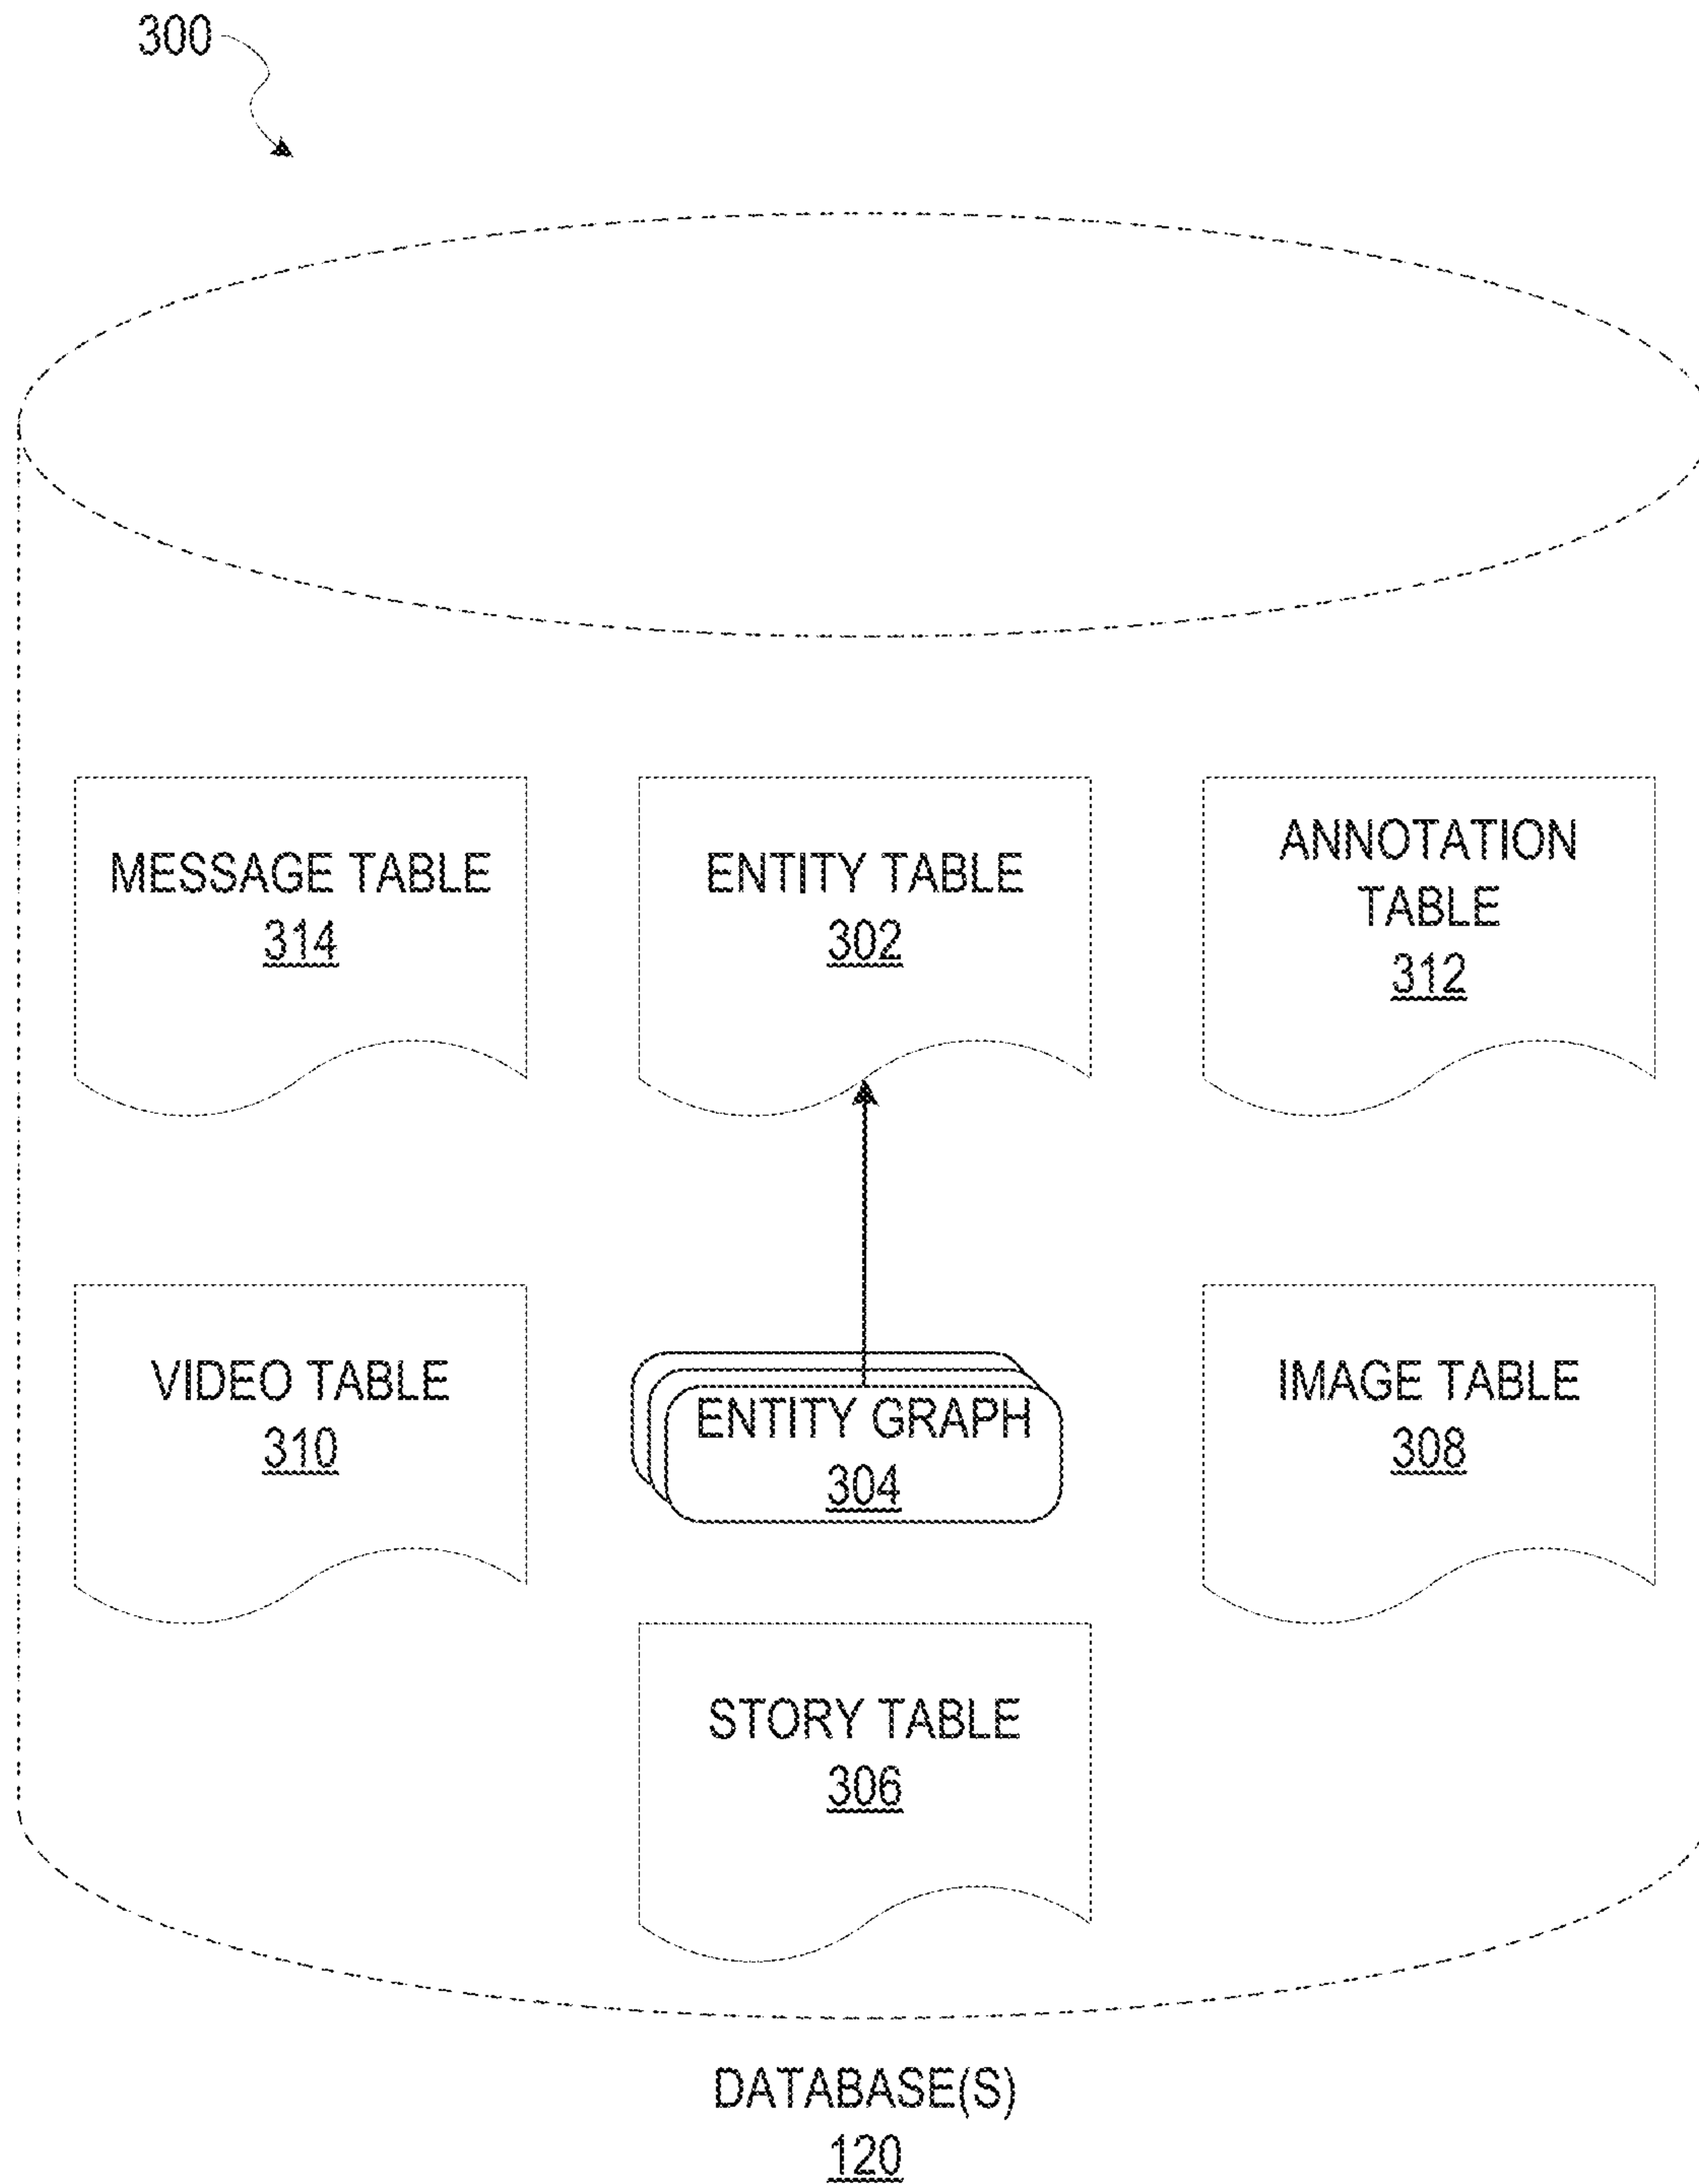 300
MESSAGE TABLE
314
ENTITY TABLE
302
ANNOTATION
TABLE
312
VIDEO TABLE
310
ENTITY GRAPH
304
IMAGE TABLE
308
STORY TABLE
306
DATABASE(S)
120